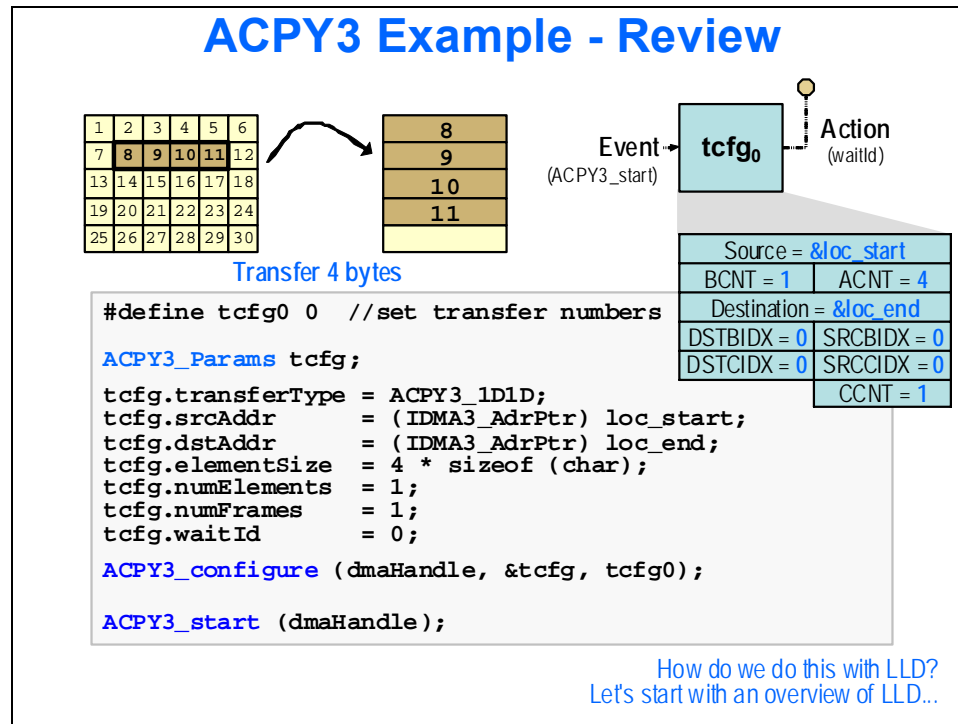 ACPY3 Example - Review
1 2 3 4 5 6
7 8 9 10 11 12
13 14 15 16 17 18
19 20 21 22 23 24
25 26 27 28 29 30
8
9
10
11
Transfer 4 bytes
Event
(ACPY3_start)
tcfg0
Action
(waitId)
Source = &loc_start
BCNT = 1 ACNT = 4
Destination = &loc_end
DSTBIDX = 0 SRCBIDX = 0
DSTCIDX = 0 SRCCIDX = 0
CCNT = 1
#define tcfg0 0 //set transfer numbers
ACPY3_Params tcfg;
tcfg.transferType = ACPY3_1D1D;
tcfg.srcAddr = (IDMA3_AdrPtr) loc_start;
tcfg.dstAddr = (IDMA3_AdrPtr) loc_end;
tcfg.elementSize = 4 * sizeof (char);
tcfg.numElements = 1;
tcfg.numFrames = 1;
tcfg.waitId = 0;
ACPY3_configure (dmaHandle, &tcfg, tcfg0);
ACPY3_start (dmaHandle);
How do we do this with LLD?
Let's start with an overview of LLD...